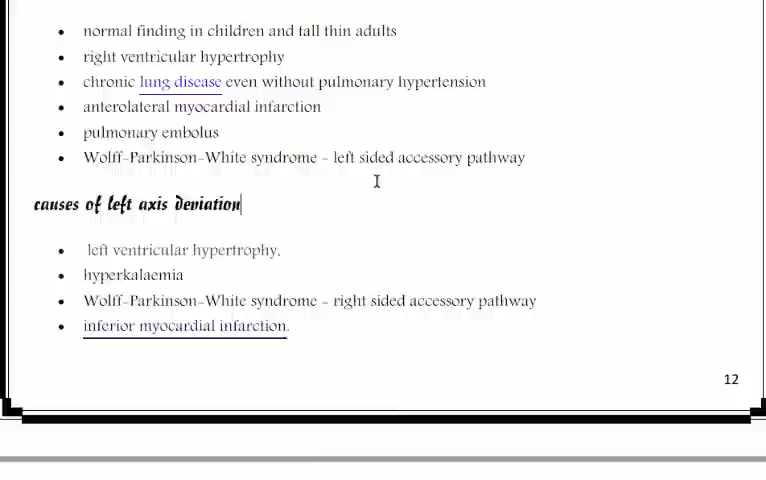 • normal finding in children and tall thin adults
• right ventricular hypertrophy
• chronic lung disease even without pulmonary hypertension
• anterolateral myocardial infarction
• pulmonary embolus
• Wolff-Parkinson-White syndrome - left sided accessory pathway
causes of left axis deviation
• left ventricular hypertrophy.
• hyperkalaemia
• Wolff-Parkinson-White syndrome - right sided accessory pathway
• inferior myocardial infarction.
12